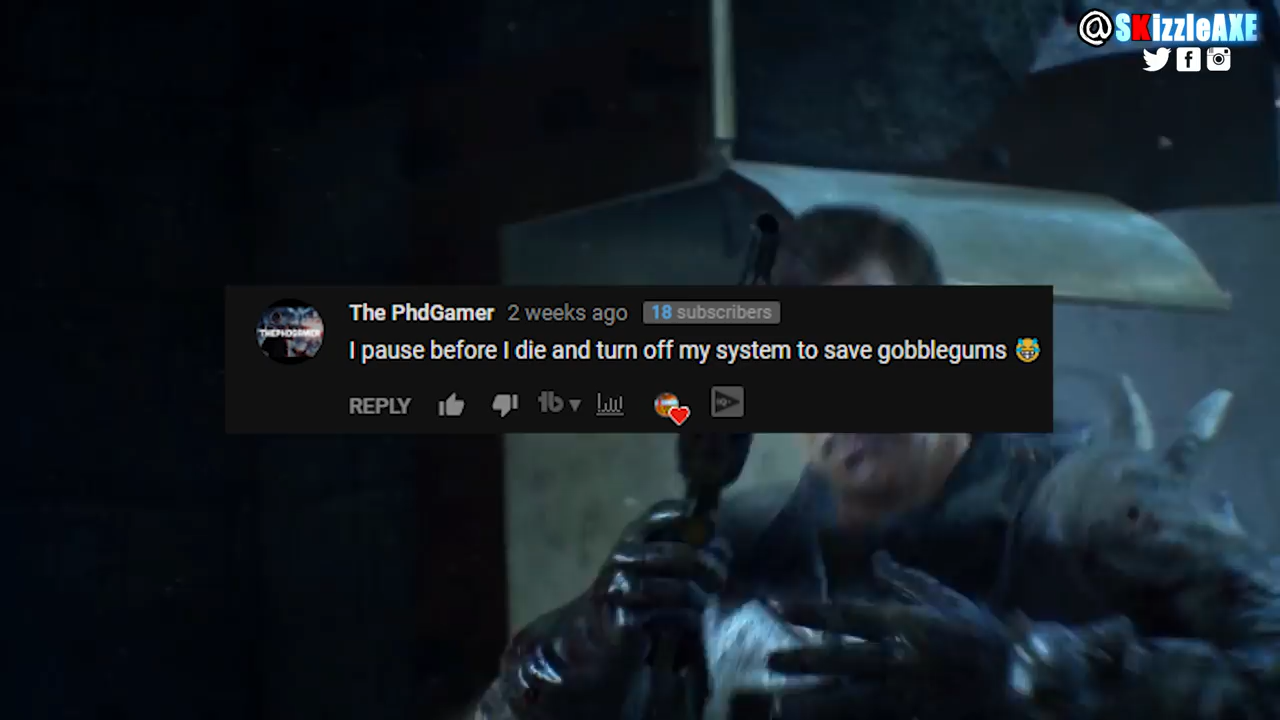 @SKizzleAXE
The PhdGamer 2 weeks ago 18 subscribers
THEPHDGAMER
I pause before I die and turn off my system to save gobblegums 😹
REPLY